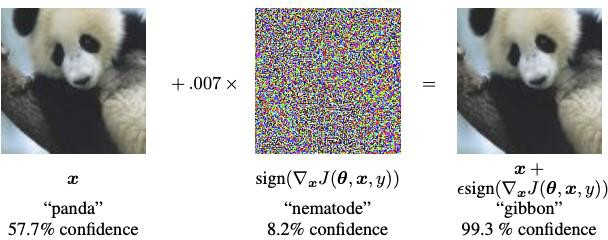 + .007 ×
=
x
“panda”
57.7% confidence
sign(∇ₓJ(θ, x, y))
“nematode”
8.2% confidence
x +
ϵsign(∇ₓJ(θ, x, y))
“gibbon”
99.3 % confidence